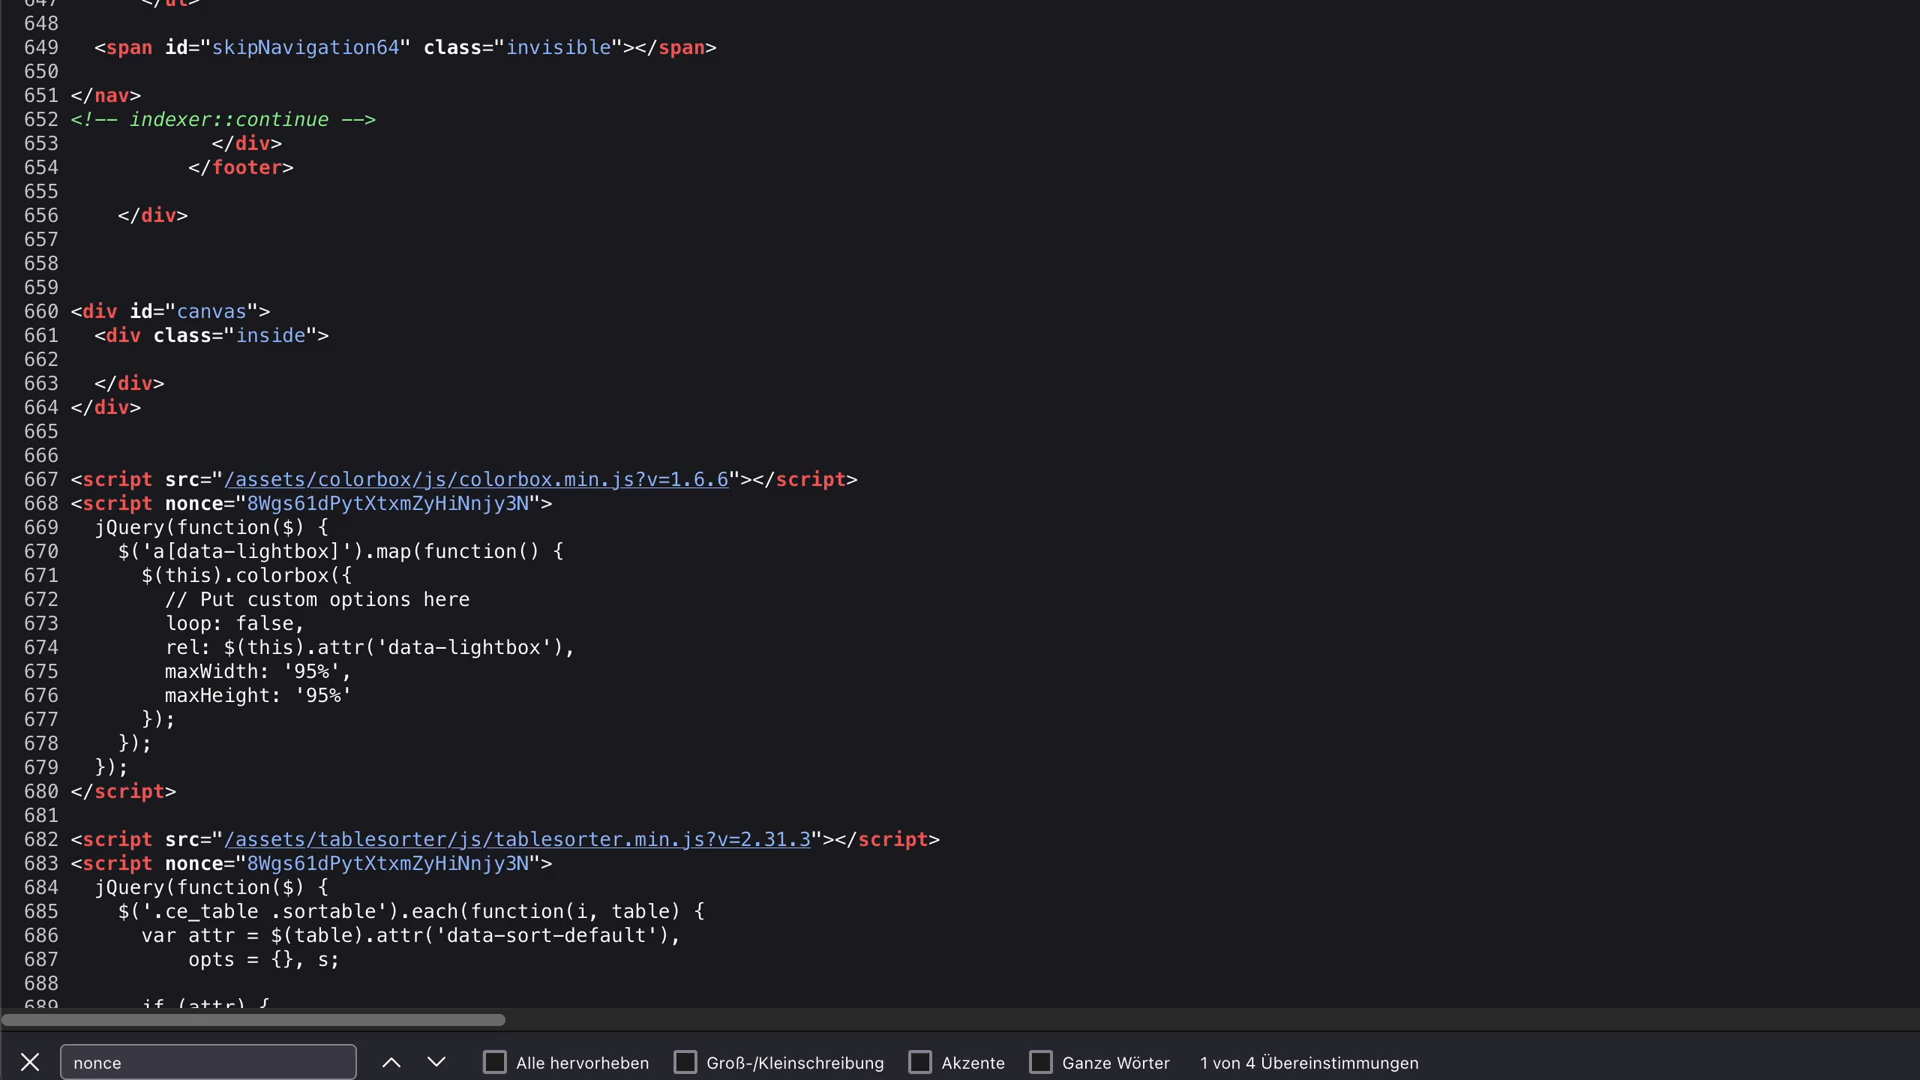 647       </ul>
648
649   <span id="skipNavigation64" class="invisible"></span>
650
651 </nav>
652 <!-- indexer::continue -->
653             </div>
654           </footer>
655
656     </div>
657
658
659
660 <div id="canvas">
661   <div class="inside">
662
663   </div>
664 </div>
665
666
667 <script src="/assets/colorbox/js/colorbox.min.js?v=1.6.6"></script>
668 <script nonce="8Wgs61dPytXtxmZyHiNnjy3N">
669   jQuery(function($) {
670     $('a[data-lightbox]').map(function() {
671       $(this).colorbox({
672         // Put custom options here
673         loop: false,
674         rel: $(this).attr('data-lightbox'),
675         maxWidth: '95%',
676         maxHeight: '95%'
677       });
678     });
679   });
680 </script>
681
682 <script src="/assets/tablesorter/js/tablesorter.min.js?v=2.31.3"></script>
683 <script nonce="8Wgs61dPytXtxmZyHiNnjy3N">
684   jQuery(function($) {
685     $('.ce_table .sortable').each(function(i, table) {
686       var attr = $(table).attr('data-sort-default'),
687           opts = {}, s;
688
689       if (attr) {
nonce Alle hervorheben Groß-/Kleinschreibung Akzente Ganze Wörter 1 von 4 Übereinstimmungen